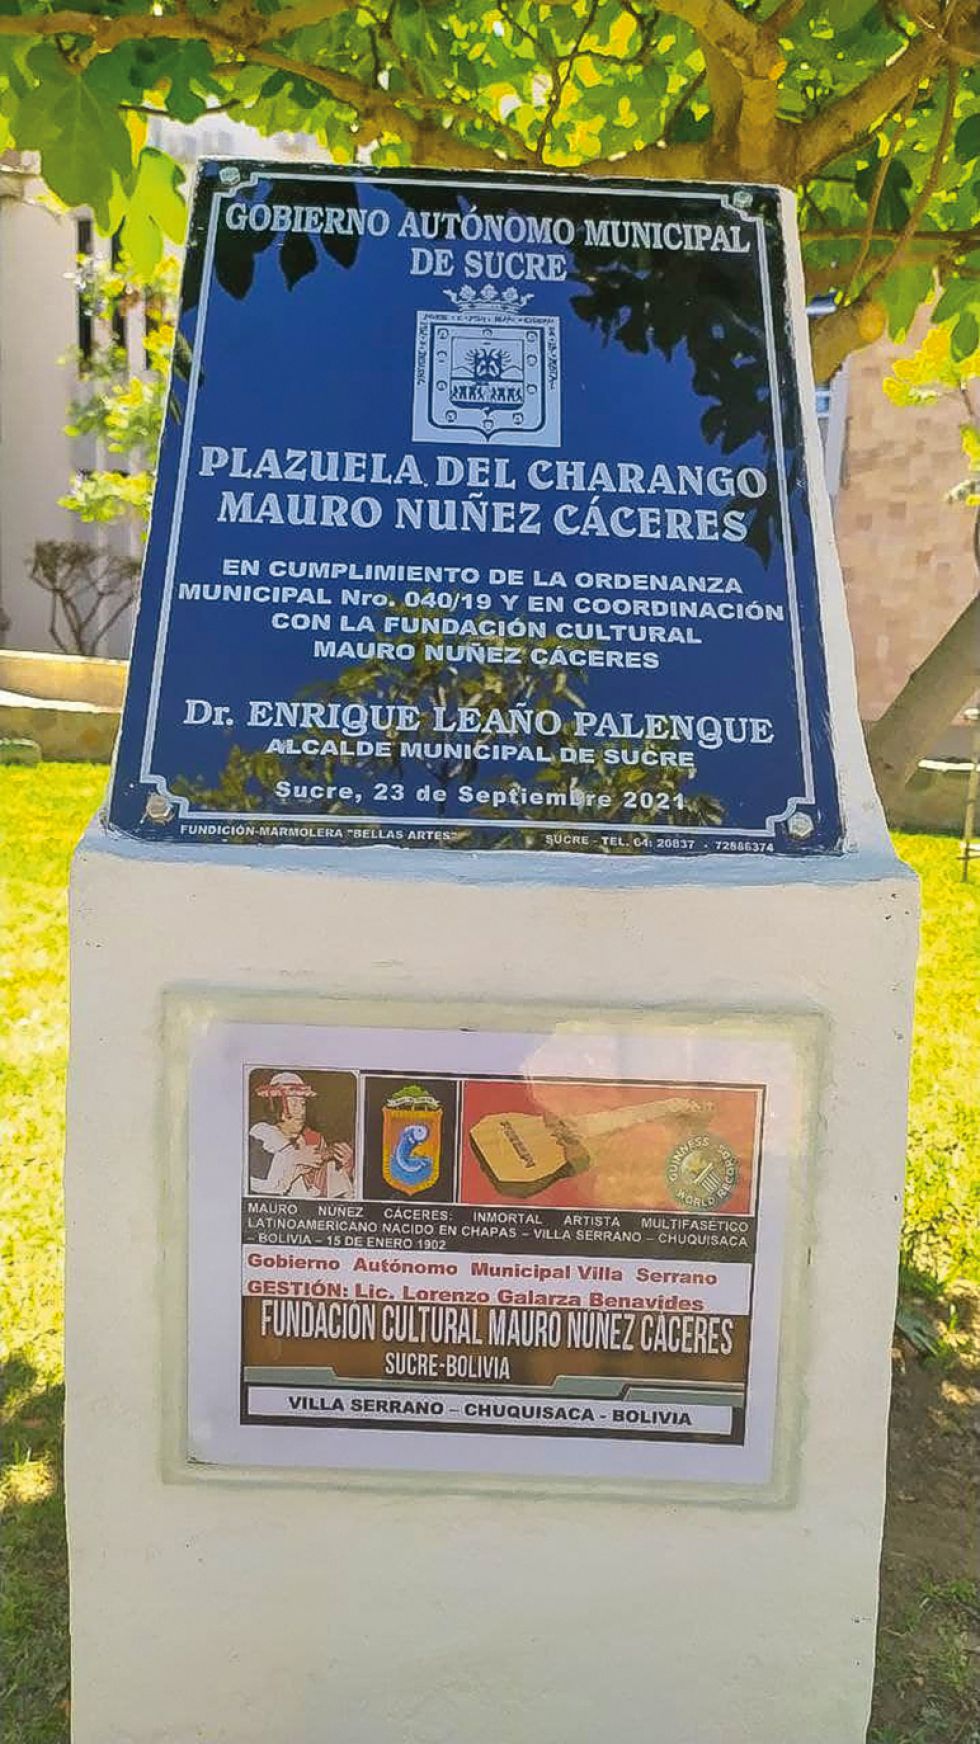 GOBIERNO AUTÓNOMO MUNICIPAL
DE SUCRE
PLAZUELA DEL CHARANGO
MAURO NUÑEZ CÁCERES
EN CUMPLIMIENTO DE LA ORDENANZA
MUNICIPAL Nro. 040/19 Y EN COORDINACIÓN
CON LA FUNDACIÓN CULTURAL
MAURO NUÑEZ CÁCERES
Dr. ENRIQUE LEAÑO PALENQUE
ALCALDE MUNICIPAL DE SUCRE
Sucre, 23 de Septiembre 2021
FUNDICIÓN-MARMOLERA "BELLAS ARTES"
SUCRE - TEL. 64: 20837 - 72886374
GUINNESS WORLD RECORDS
MAURO NUÑEZ CÁCERES: INMORTAL ARTISTA MULTIFASÉTICO
LATINOAMERICANO NACIDO EN CHAPAS – VILLA SERRANO – CHUQUISACA
– BOLIVIA – 15 DE ENERO 1902
Gobierno Autónomo Municipal Villa Serrano
GESTIÓN: Lic. Lorenzo Galarza Benavides
FUNDACIÓN CULTURAL MAURO NÚÑEZ CÁCERES
SUCRE-BOLIVIA
VILLA SERRANO – CHUQUISACA - BOLIVIA